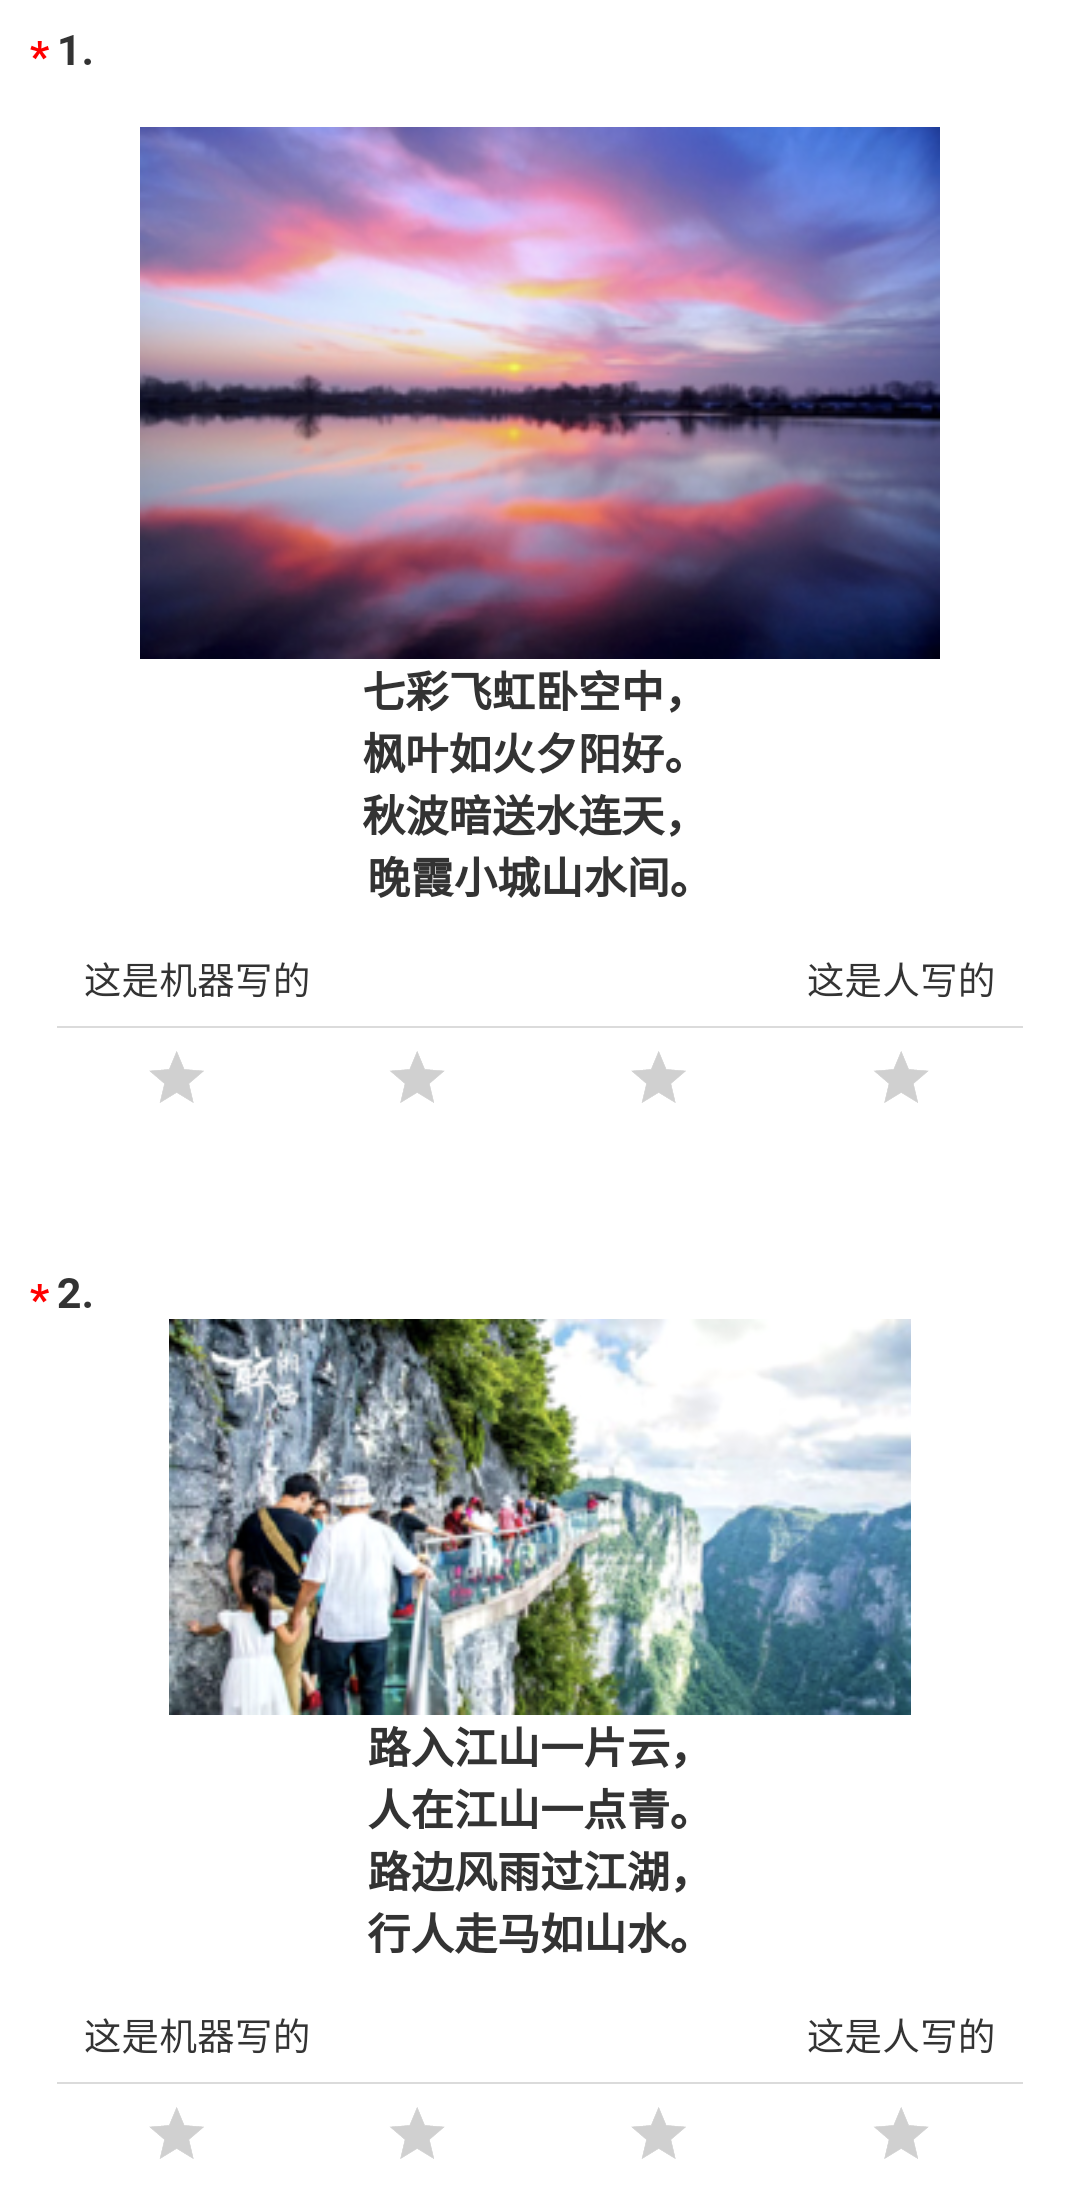 * 1.
七彩飞虹卧空中，
枫叶如火夕阳好。
秋波暗送水连天，
晚霞小城山水间。
这是机器写的 这是人写的
* 2.
醉湘西
路入江山一片云，
人在江山一点青。
路边风雨过江湖，
行人走马如山水。
这是机器写的 这是人写的